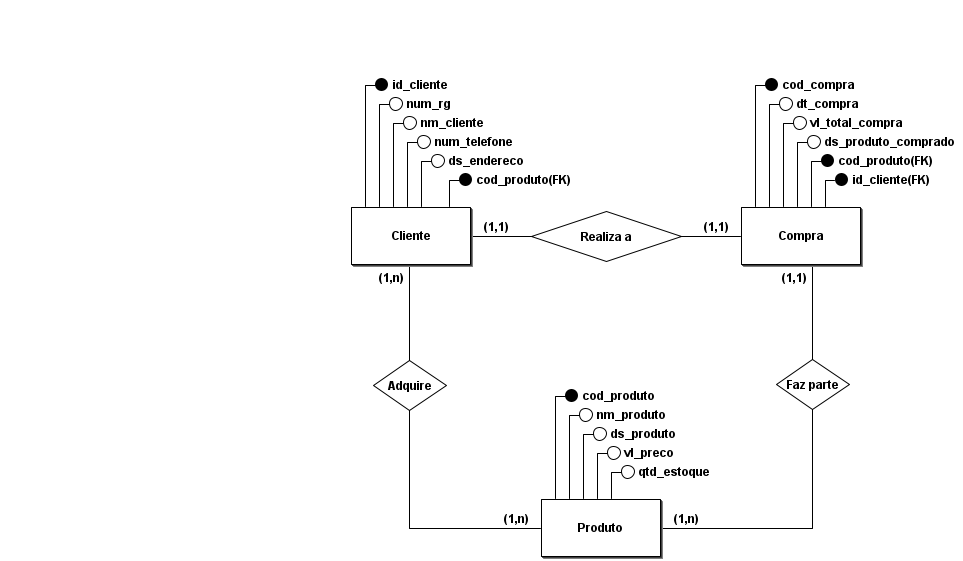 id_cliente
num_rg
nm_cliente
num_telefone
ds_endereco
cod_produto(FK)
cod_compra
dt_compra
vl_total_compra
ds_produto_comprado
cod_produto(FK)
id_cliente(FK)
Cliente
(1,1)
Realiza a
(1,1)
Compra
(1,n)
(1,1)
Adquire
Faz parte
cod_produto
nm_produto
ds_produto
vl_preco
qtd_estoque
(1,n)
Produto
(1,n)